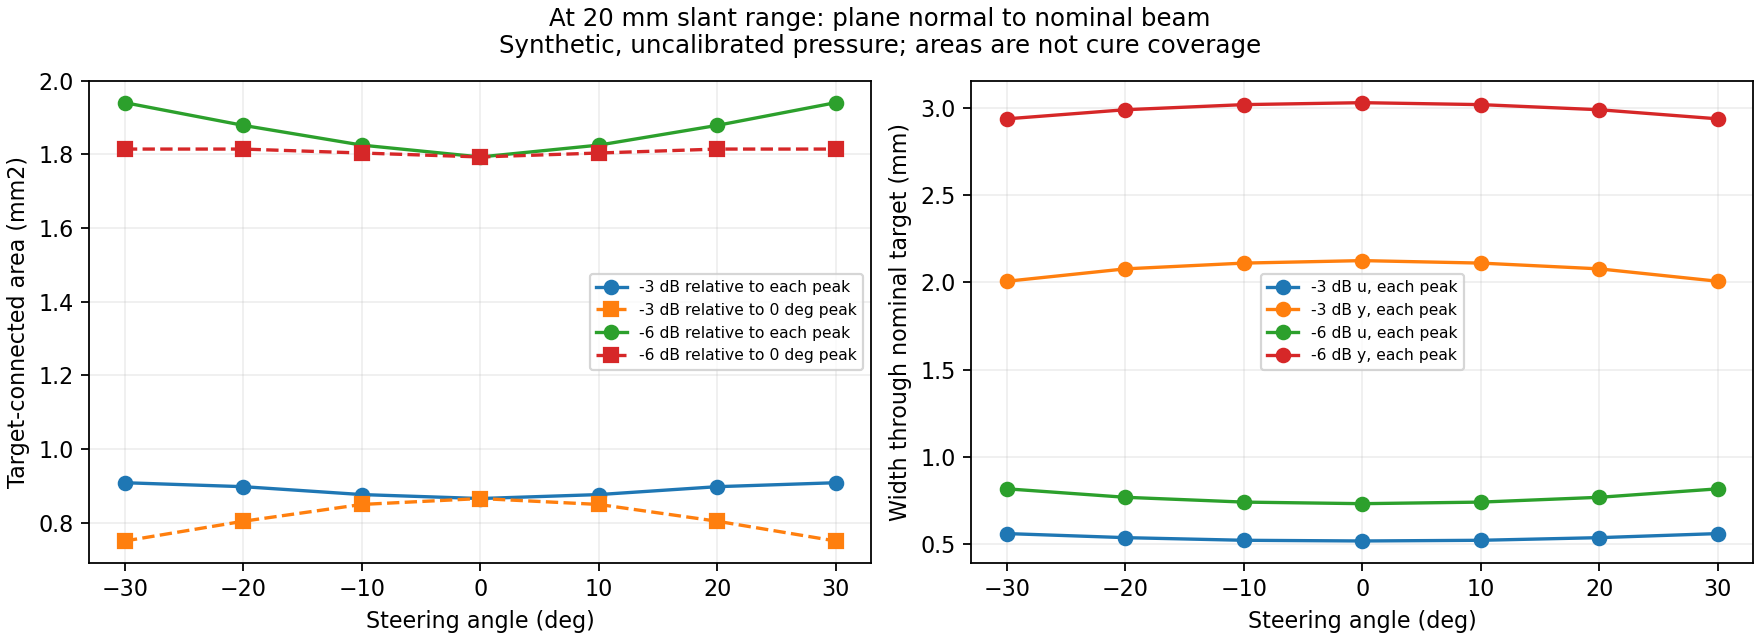 At 20 mm slant range: plane normal to nominal beam
Synthetic, uncalibrated pressure; areas are not cure coverage
Target-connected area (mm2)
2.0
1.8
1.6
1.4
1.2
1.0
0.8
-3 dB relative to each peak
-3 dB relative to 0 deg peak
-6 dB relative to each peak
-6 dB relative to 0 deg peak
−30 −20 −10 0 10 20 30
Steering angle (deg)
Width through nominal target (mm)
3.0
2.5
2.0
1.5
1.0
0.5
-3 dB u, each peak
-3 dB y, each peak
-6 dB u, each peak
-6 dB y, each peak
−30 −20 −10 0 10 20 30
Steering angle (deg)